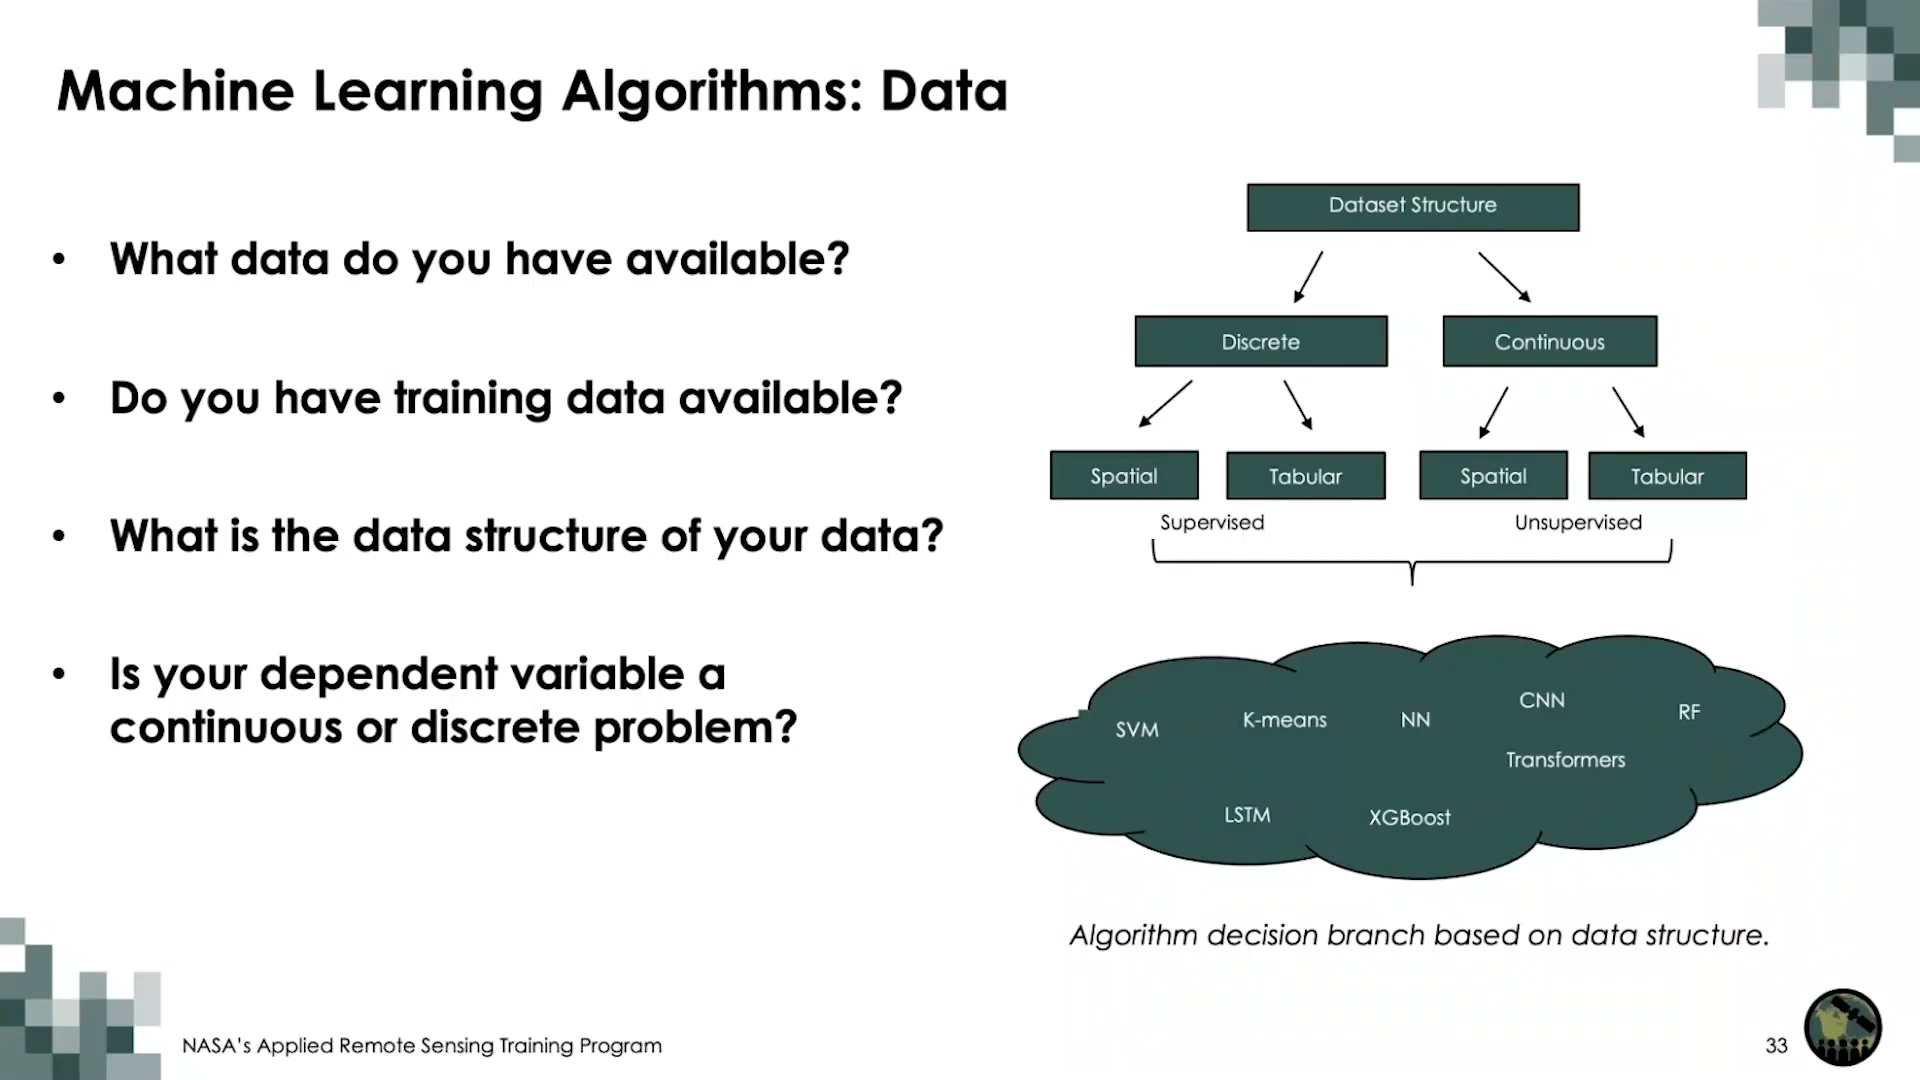 Machine Learning Algorithms: Data
• What data do you have available?
• Do you have training data available?
• What is the data structure of your data?
• Is your dependent variable a
continuous or discrete problem?
Dataset Structure
Discrete
Continuous
Spatial
Tabular
Spatial
Tabular
Supervised
Unsupervised
SVM
K-means
NN
CNN
RF
Transformers
LSTM
XGBoost
Algorithm decision branch based on data structure.
NASA's Applied Remote Sensing Training Program
33